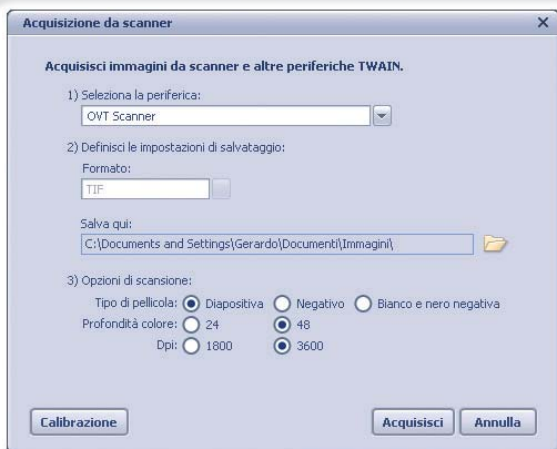 Acquisizione da scanner
Acquisisci immagini da scanner e altre periferiche TWAIN.
1) Seleziona la periferica:
OVT Scanner
2) Definisci le impostazioni di salvataggio:
Formato:
TIF
Salva qui:
C:\Documents and Settings\Gerardo\Documenti\Immagini\
3) Opzioni di scansione:
Tipo di pellicola: Diapositiva Negativo Bianco e nero negativa
Profondità colore: 24 48
Dpi: 1800 3600
Calibrazione Acquisisci Annulla